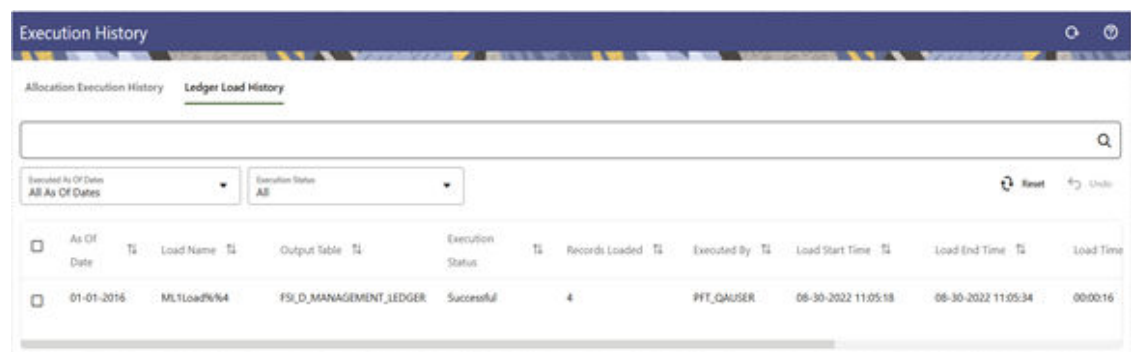 Execution History
Allocation Execution History Ledger Load History
Executed As Of Dates Execution Status
All As Of Dates All
Reset Undo
As Of Date Load Name Output Table Execution Status Records Loaded Executed By Load Start Time Load End Time Load Time
01-01-2016 ML1Load%%4 FSI_D_MANAGEMENT_LEDGER Successful 4 PFT_QAUSER 08-30-2022 11:05:18 08-30-2022 11:05:34 00:00:16